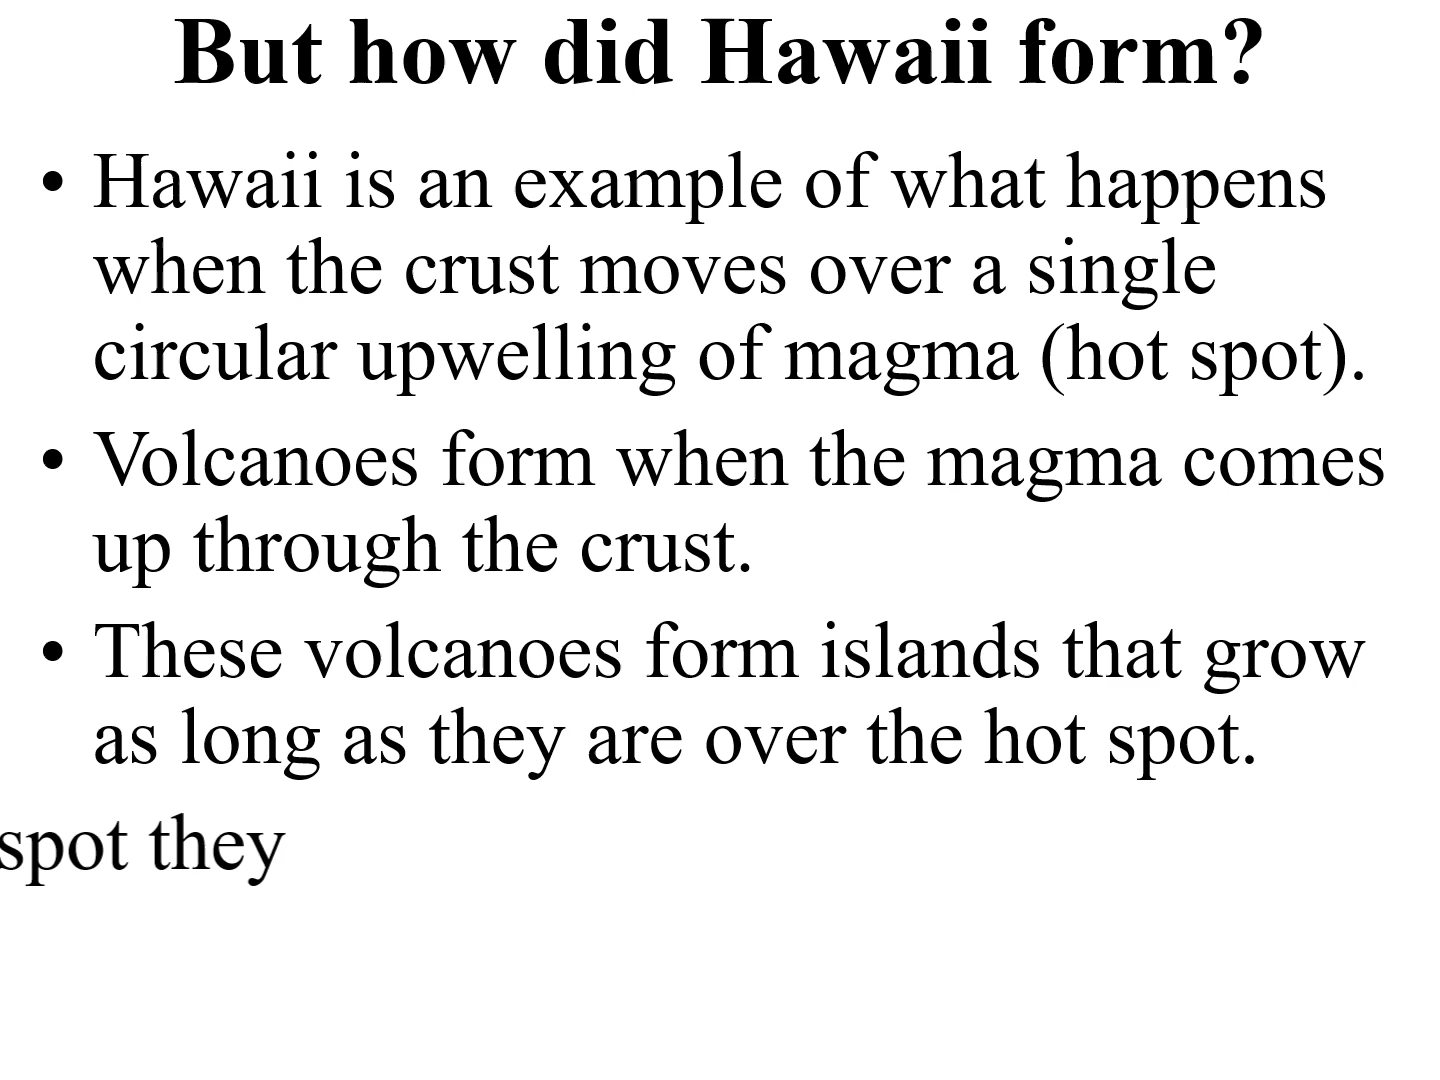 But how did Hawaii form?
• Hawaii is an example of what happens
when the crust moves over a single
circular upwelling of magma (hot spot).
• Volcanoes form when the magma comes
up through the crust.
• These volcanoes form islands that grow
as long as they are over the hot spot.
spot they